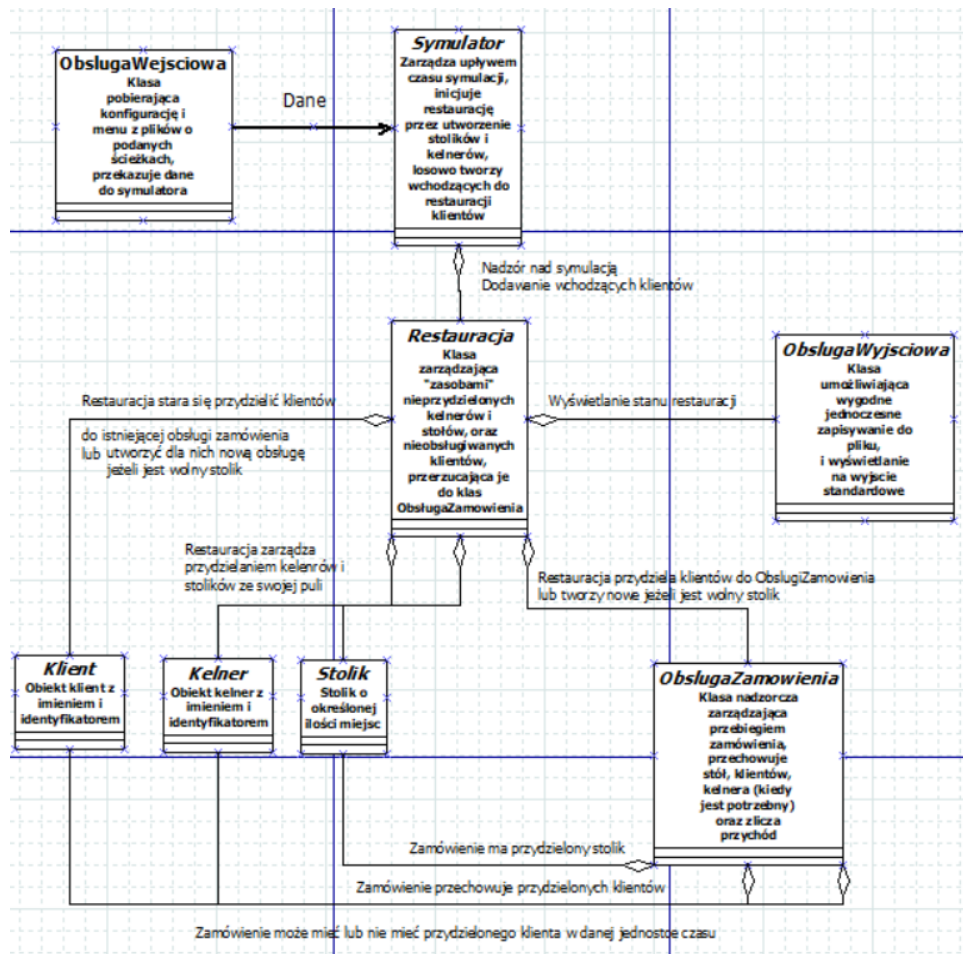 ObslugaWejsciowa
Klasa
pobierająca
konfigurację i
menu z plików o
podanych
ścieżkach,
przekazuje dane
do symulatora
Dane
Symulator
Zarządza upływem
czasu symulacji,
inicjuje
restaurację
przez utworzenie
stolików i
kelnerów,
losowo tworzy
wchodzących do
restauracji
klientów
Nadzór nad symulacją
Dodawanie wchodzących klientów
Restauracja
Klasa
zarządzająca
"zasobami"
nieprzydzielonych
kelnerów i
stołów, oraz
nieobsługiwanych
klientów,
przerzucająca je
do klas
ObsługaZamowienia
ObslugaWyjsciowa
Klasa
umożliwiająca
wygodne
jednoczesne
zapisywanie do
pliku,
i wyświetlanie
na wyjscie
standardowe
Wyświetlanie stanu restauracji
Restauracja stara się przydzielić klientów
do istniejącej obsługi zamówienia
lub utworzyć dla nich nową obsługę
jeżeli jest wolny stolik
Restauracja zarządza
przydzielaniem kelenrów i
stolików ze swojej puli
Restauracja przydziela klientów do ObslugiZamowienia
lub tworzy nowe jeżeli jest wolny stolik
Klient
Obiekt klient z
imieniem i
identyfikatorem
Kelner
Obiekt kelner z
imieniem i
identyfikatorem
Stolik
Stolik o
określonej
ilości miejsc
ObslugaZamowienia
Klasa nadzorcza
zarządzająca
przebiegiem
zamówienia,
przechowuje
stół, klientów,
kelnera (kiedy
jest potrzebny)
oraz zlicza
przychód
Zamówienie ma przydzielony stolik
Zamówienie przechowuje przydzielonych klientów
Zamówienie może mieć lub nie mieć przydzielonego klienta w danej jednostce czasu